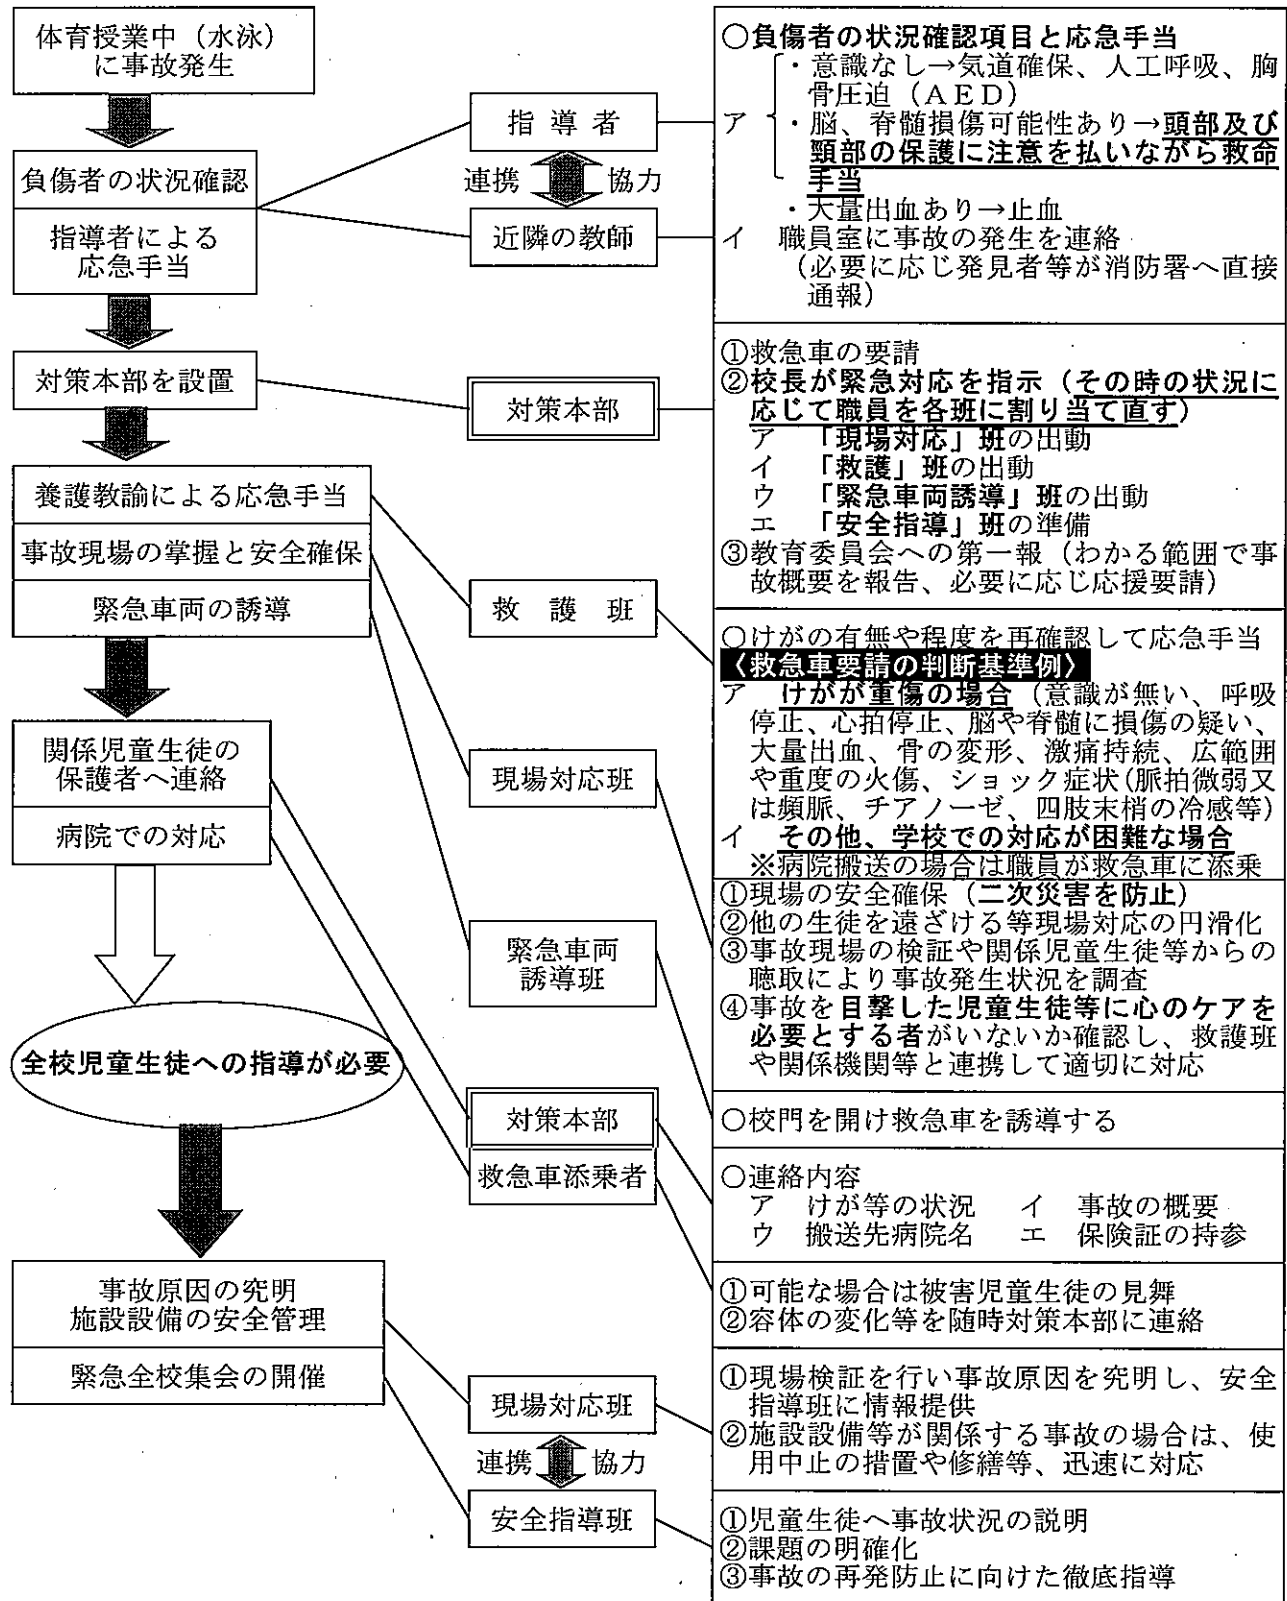 体育授業中（水泳）
に事故発生
負傷者の状況確認
指導者による
応急手当
対策本部を設置
養護教諭による応急手当
事故現場の掌握と安全確保
緊急車両の誘導
関係児童生徒の
保護者へ連絡
病院での対応
全校児童生徒への指導が必要
事故原因の究明
施設設備の安全管理
緊急全校集会の開催
指導者
連携 協力
近隣の教師
対策本部
救護班
現場対応班
緊急車両
誘導班
対策本部
救急車添乗者
現場対応班
連携 協力
安全指導班
○負傷者の状況確認項目と応急手当
・意識なし→気道確保、人工呼吸、胸
骨圧迫（ＡＥＤ）
ア ・脳、脊髄損傷可能性あり→頭部及び
頸部の保護に注意を払いながら救命
手当
・大量出血あり→止血
イ 職員室に事故の発生を連絡
（必要に応じ発見者等が消防署へ直接
通報）
①救急車の要請
②校長が緊急対応を指示（その時の状況に
応じて職員を各班に割り当て直す）
ア 「現場対応」班の出動
イ 「救護」班の出動
ウ 「緊急車両誘導」班の出動
エ 「安全指導」班の準備
③教育委員会への第一報（わかる範囲で事
故概要を報告、必要に応じ応援要請）
○けがの有無や程度を再確認して応急手当
〈救急車要請の判断基準例〉
ア けがが重傷の場合（意識が無い、呼吸
停止、心拍停止、脳や脊髄に損傷の疑い、
大量出血、骨の変形、激痛持続、広範囲
や重度の火傷、ショック症状(脈拍微弱又
は頻脈、チアノーゼ、四肢末梢の冷感等)
イ その他、学校での対応が困難な場合
※病院搬送の場合は職員が救急車に添乗
①現場の安全確保（二次災害を防止）
②他の生徒を遠ざける等現場対応の円滑化
③事故現場の検証や関係児童生徒等からの
聴取により事故発生状況を調査
④事故を目撃した児童生徒等に心のケアを
必要とする者がいないか確認し、救護班
や関係機関等と連携して適切に対応
○校門を開け救急車を誘導する
○連絡内容
ア けが等の状況 イ 事故の概要
ウ 搬送先病院名 エ 保険証の持参
①可能な場合は被害児童生徒の見舞
②容体の変化等を随時対策本部に連絡
①現場検証を行い事故原因を究明し、安全
指導班に情報提供
②施設設備等が関係する事故の場合は、使
用中止の措置や修繕等、迅速に対応
①児童生徒へ事故状況の説明
②課題の明確化
③事故の再発防止に向けた徹底指導